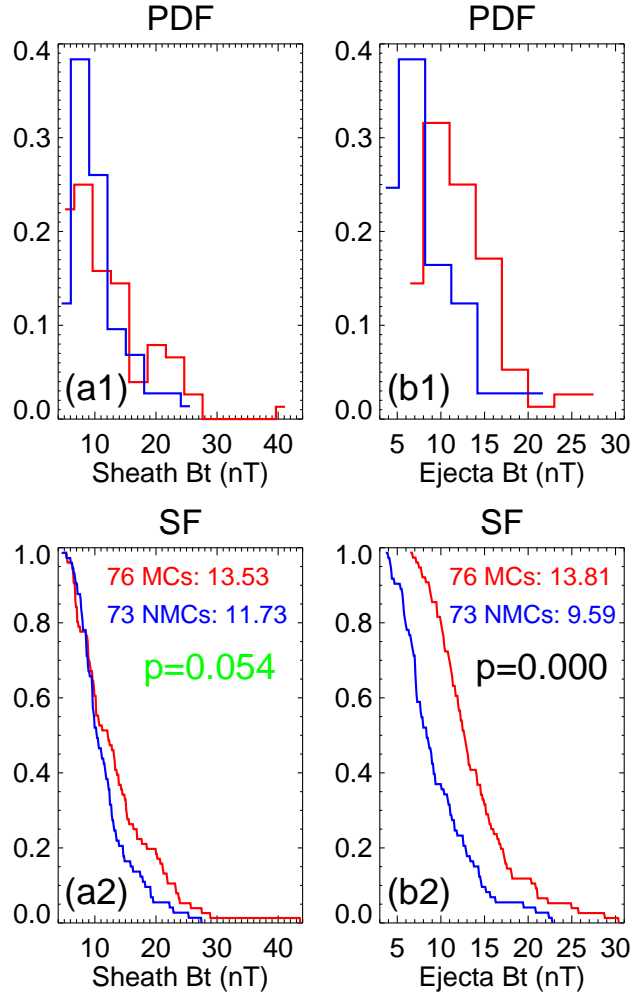 PDF
0.4
0.3
0.2
0.1
0.0
(a1)
10 20 30 40
Sheath Bt (nT)
PDF
0.4
0.3
0.2
0.1
0.0
(b1)
5 10 15 20 25 30
Ejecta Bt (nT)
SF
1.0
0.8
0.6
0.4
0.2
0.0
76 MCs: 13.53
73 NMCs: 11.73
p=0.054
(a2)
10 20 30 40
Sheath Bt (nT)
SF
1.0
0.8
0.6
0.4
0.2
0.0
76 MCs: 13.81
73 NMCs: 9.59
p=0.000
(b2)
5 10 15 20 25 30
Ejecta Bt (nT)